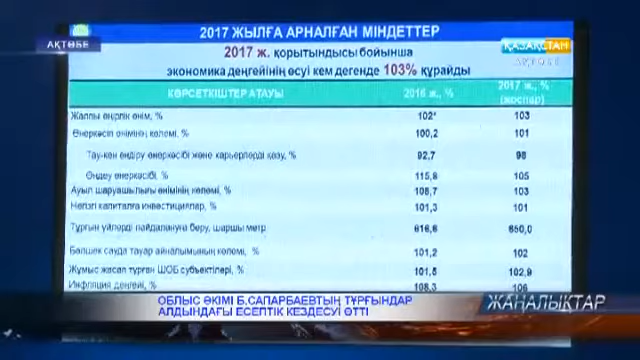 2017 ЖЫЛҒА АРНАЛҒАН МІНДЕТТЕР
АҚТӨБЕ
ҚАЗАҚСТАН
АҚТӨБЕ
2017 ж. қорытындысы бойынша
экономика деңгейінің өсуі кем дегенде 103% құрайды
КӨРСЕТКІШТЕР АТАУЫ 2016 ж., % 2017 ж., % (жоспар)
Жалпы өңірлік өнім, % 102* 103
Өнеркәсіп өнімінің көлемі, % 100,2 101
Тау-кен өндіру өнеркәсібі және карьерлерді қазу, % 92,7 98
Өңдеу өнеркәсібі, % 115,8 105
Ауыл шаруашылығы өнімінің көлемі, % 108,7 103
Негізгі капиталға инвестициялар, % 101,3 101
Тұрғын үйлерді пайдалануға беру, шаршы метр 616,6 650,0
Бөлшек сауда тауар айналымының көлемі, % 101,2 102
Жұмыс жасап тұрған ШОБ субъектілері, % 101,5 102,9
Инфляция деңгейі, % 108,3 106
ОБЛЫС ӘКІМІ Б.САПАРБАЕВТЫҢ ТҰРҒЫНДАР
АЛДЫНДАҒЫ ЕСЕПТІК КЕЗДЕСУІ ӨТТІ
ЖАҢАЛЫҚТАР